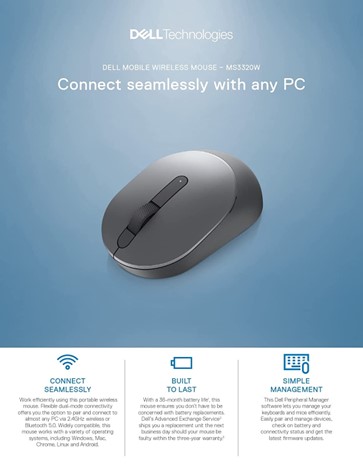 DELLTechnologies
DELL MOBILE WIRELESS MOUSE – MS3320W
Connect seamlessly with any PC
CONNECT
SEAMLESSLY
Work efficiently using this portable wireless
mouse. Flexible dual-mode connectivity
offers you the option to pair and connect to
almost any PC via 2.4GHz wireless or
Bluetooth 5.0. Widely compatible, this
mouse works with a variety of operating
systems, including Windows, Mac,
Chrome, Linux and Android.
BUILT
TO LAST
With a 36-month battery life¹, this
mouse ensures you don't have to be
concerned with battery replacements.
Dell's Advanced Exchange Service²
ships you a replacement unit the next
business day should your mouse be
faulty within the three-year warranty.³
SIMPLE
MANAGEMENT
This Dell Peripheral Manager
software lets you manage your
keyboards and mice efficiently.
Easily pair and manage devices,
check on battery and
connectivity status and get the
latest firmware updates.